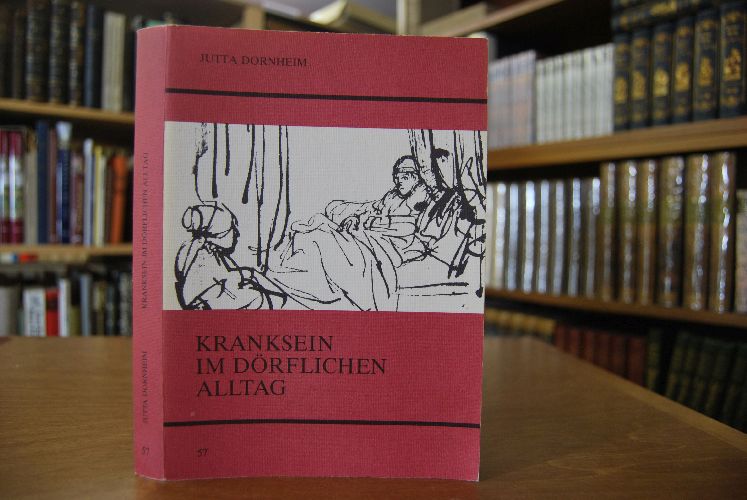 JUTTA DORNHEIM
KRANKSEIN
IM DÖRFLICHEN
ALLTAG
57
KRANKSEIN IM DÖRFLICHEN ALLTAG
JUTTA DORNHEIM
57